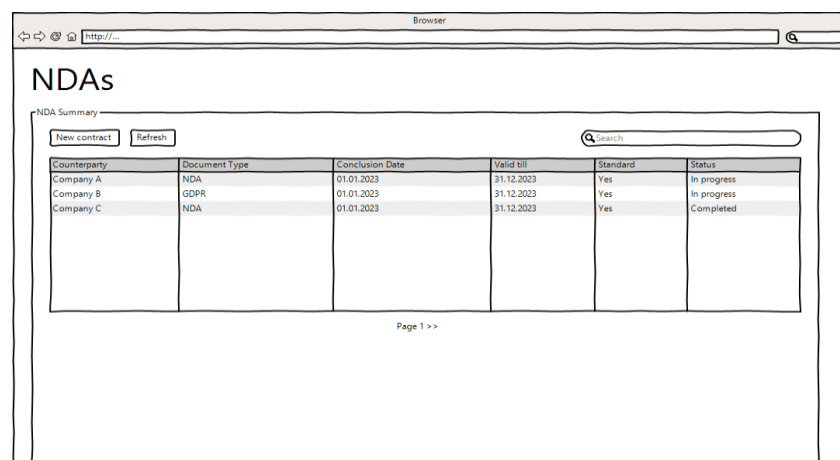 Browser
http://...
NDAs
NDA Summary
New contract Refresh Search
Counterparty Document Type Conclusion Date Valid till Standard Status
Company A NDA 01.01.2023 31.12.2023 Yes In progress
Company B GDPR 01.01.2023 31.12.2023 Yes In progress
Company C NDA 01.01.2023 31.12.2023 Yes Completed
Page 1 >>